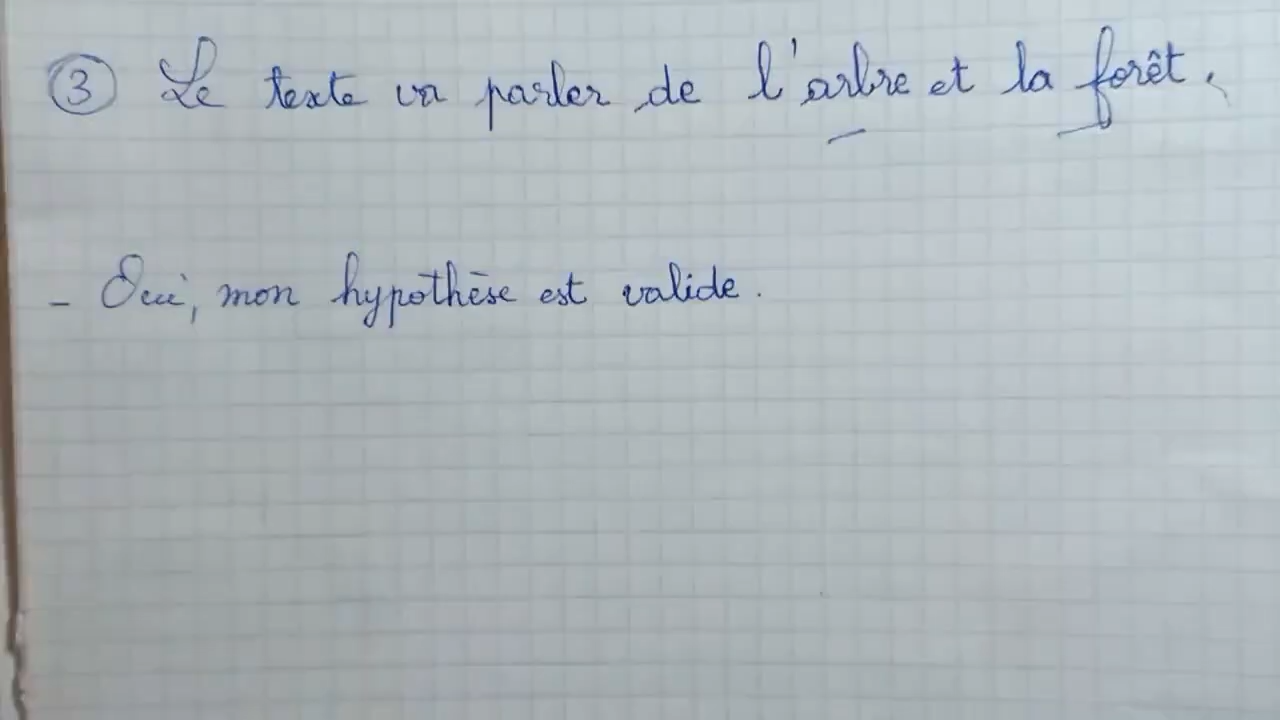 ③ Le texte va parler de l'arbre et la forêt.
- Oui, mon hypothèse est valide.